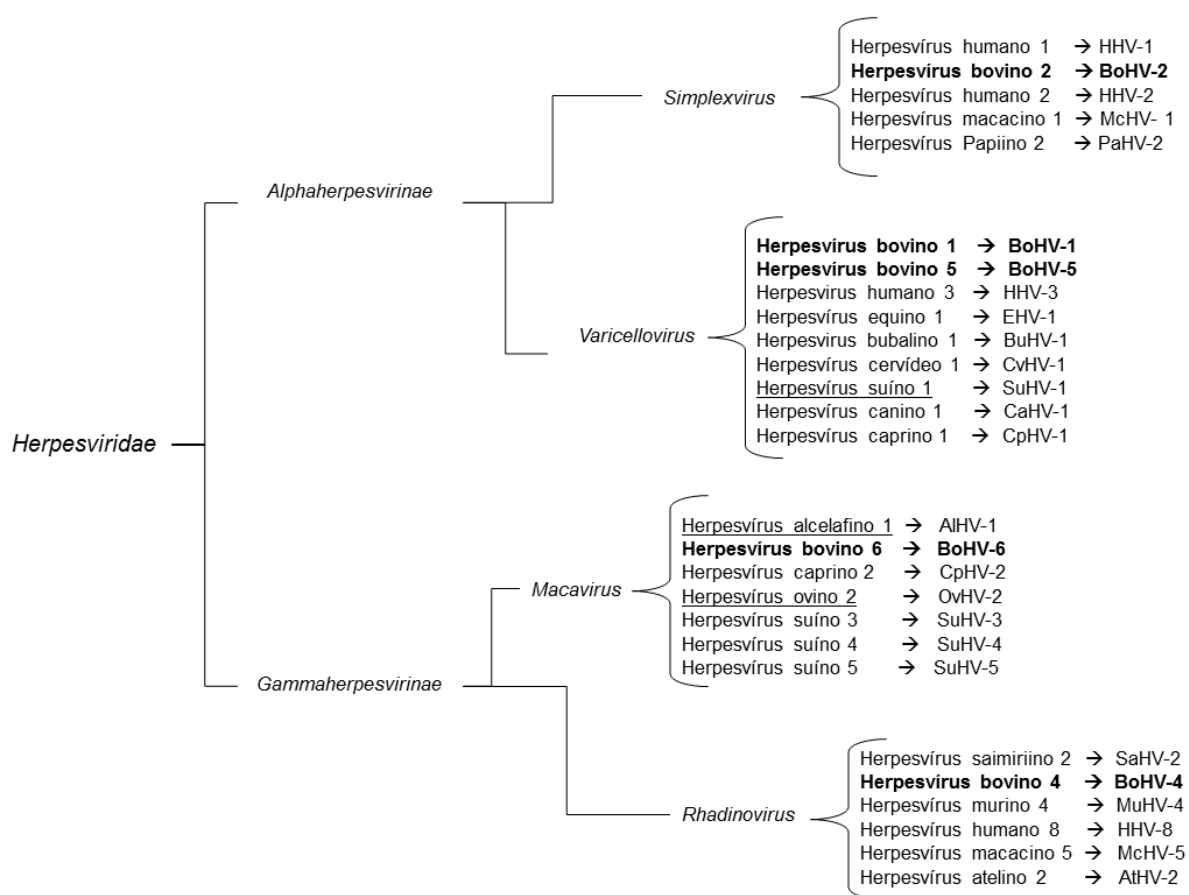 Herpesvírus humano 1 → HHV-1
Herpesvírus bovino 2 → BoHV-2
Simplexvirus
Herpesvírus humano 2 → HHV-2
Herpesvírus macacino 1 → McHV- 1
Herpesvírus Papiino 2 → PaHV-2
Alphaherpesvirinae
Herpesvírus bovino 1 → BoHV-1
Herpesvírus bovino 5 → BoHV-5
Herpesvirus humano 3 → HHV-3
Herpesvírus equino 1 → EHV-1
Varicellovirus
Herpesvirus bubalino 1 → BuHV-1
Herpesvírus cervídeo 1 → CvHV-1
Herpesvírus suíno 1 → SuHV-1
Herpesvírus canino 1 → CaHV-1
Herpesvírus caprino 1 → CpHV-1
Herpesviridae
Herpesvírus alcelafino 1 → AlHV-1
Herpesvírus bovino 6 → BoHV-6
Herpesvírus caprino 2 → CpHV-2
Macavirus
Herpesvírus ovino 2 → OvHV-2
Herpesvírus suíno 3 → SuHV-3
Herpesvírus suíno 4 → SuHV-4
Herpesvírus suíno 5 → SuHV-5
Gammaherpesvirinae
Herpesvírus saimiriino 2 → SaHV-2
Herpesvírus bovino 4 → BoHV-4
Herpesvírus murino 4 → MuHV-4
Rhadinovirus
Herpesvírus humano 8 → HHV-8
Herpesvírus macacino 5 → McHV-5
Herpesvírus atelino 2 → AtHV-2